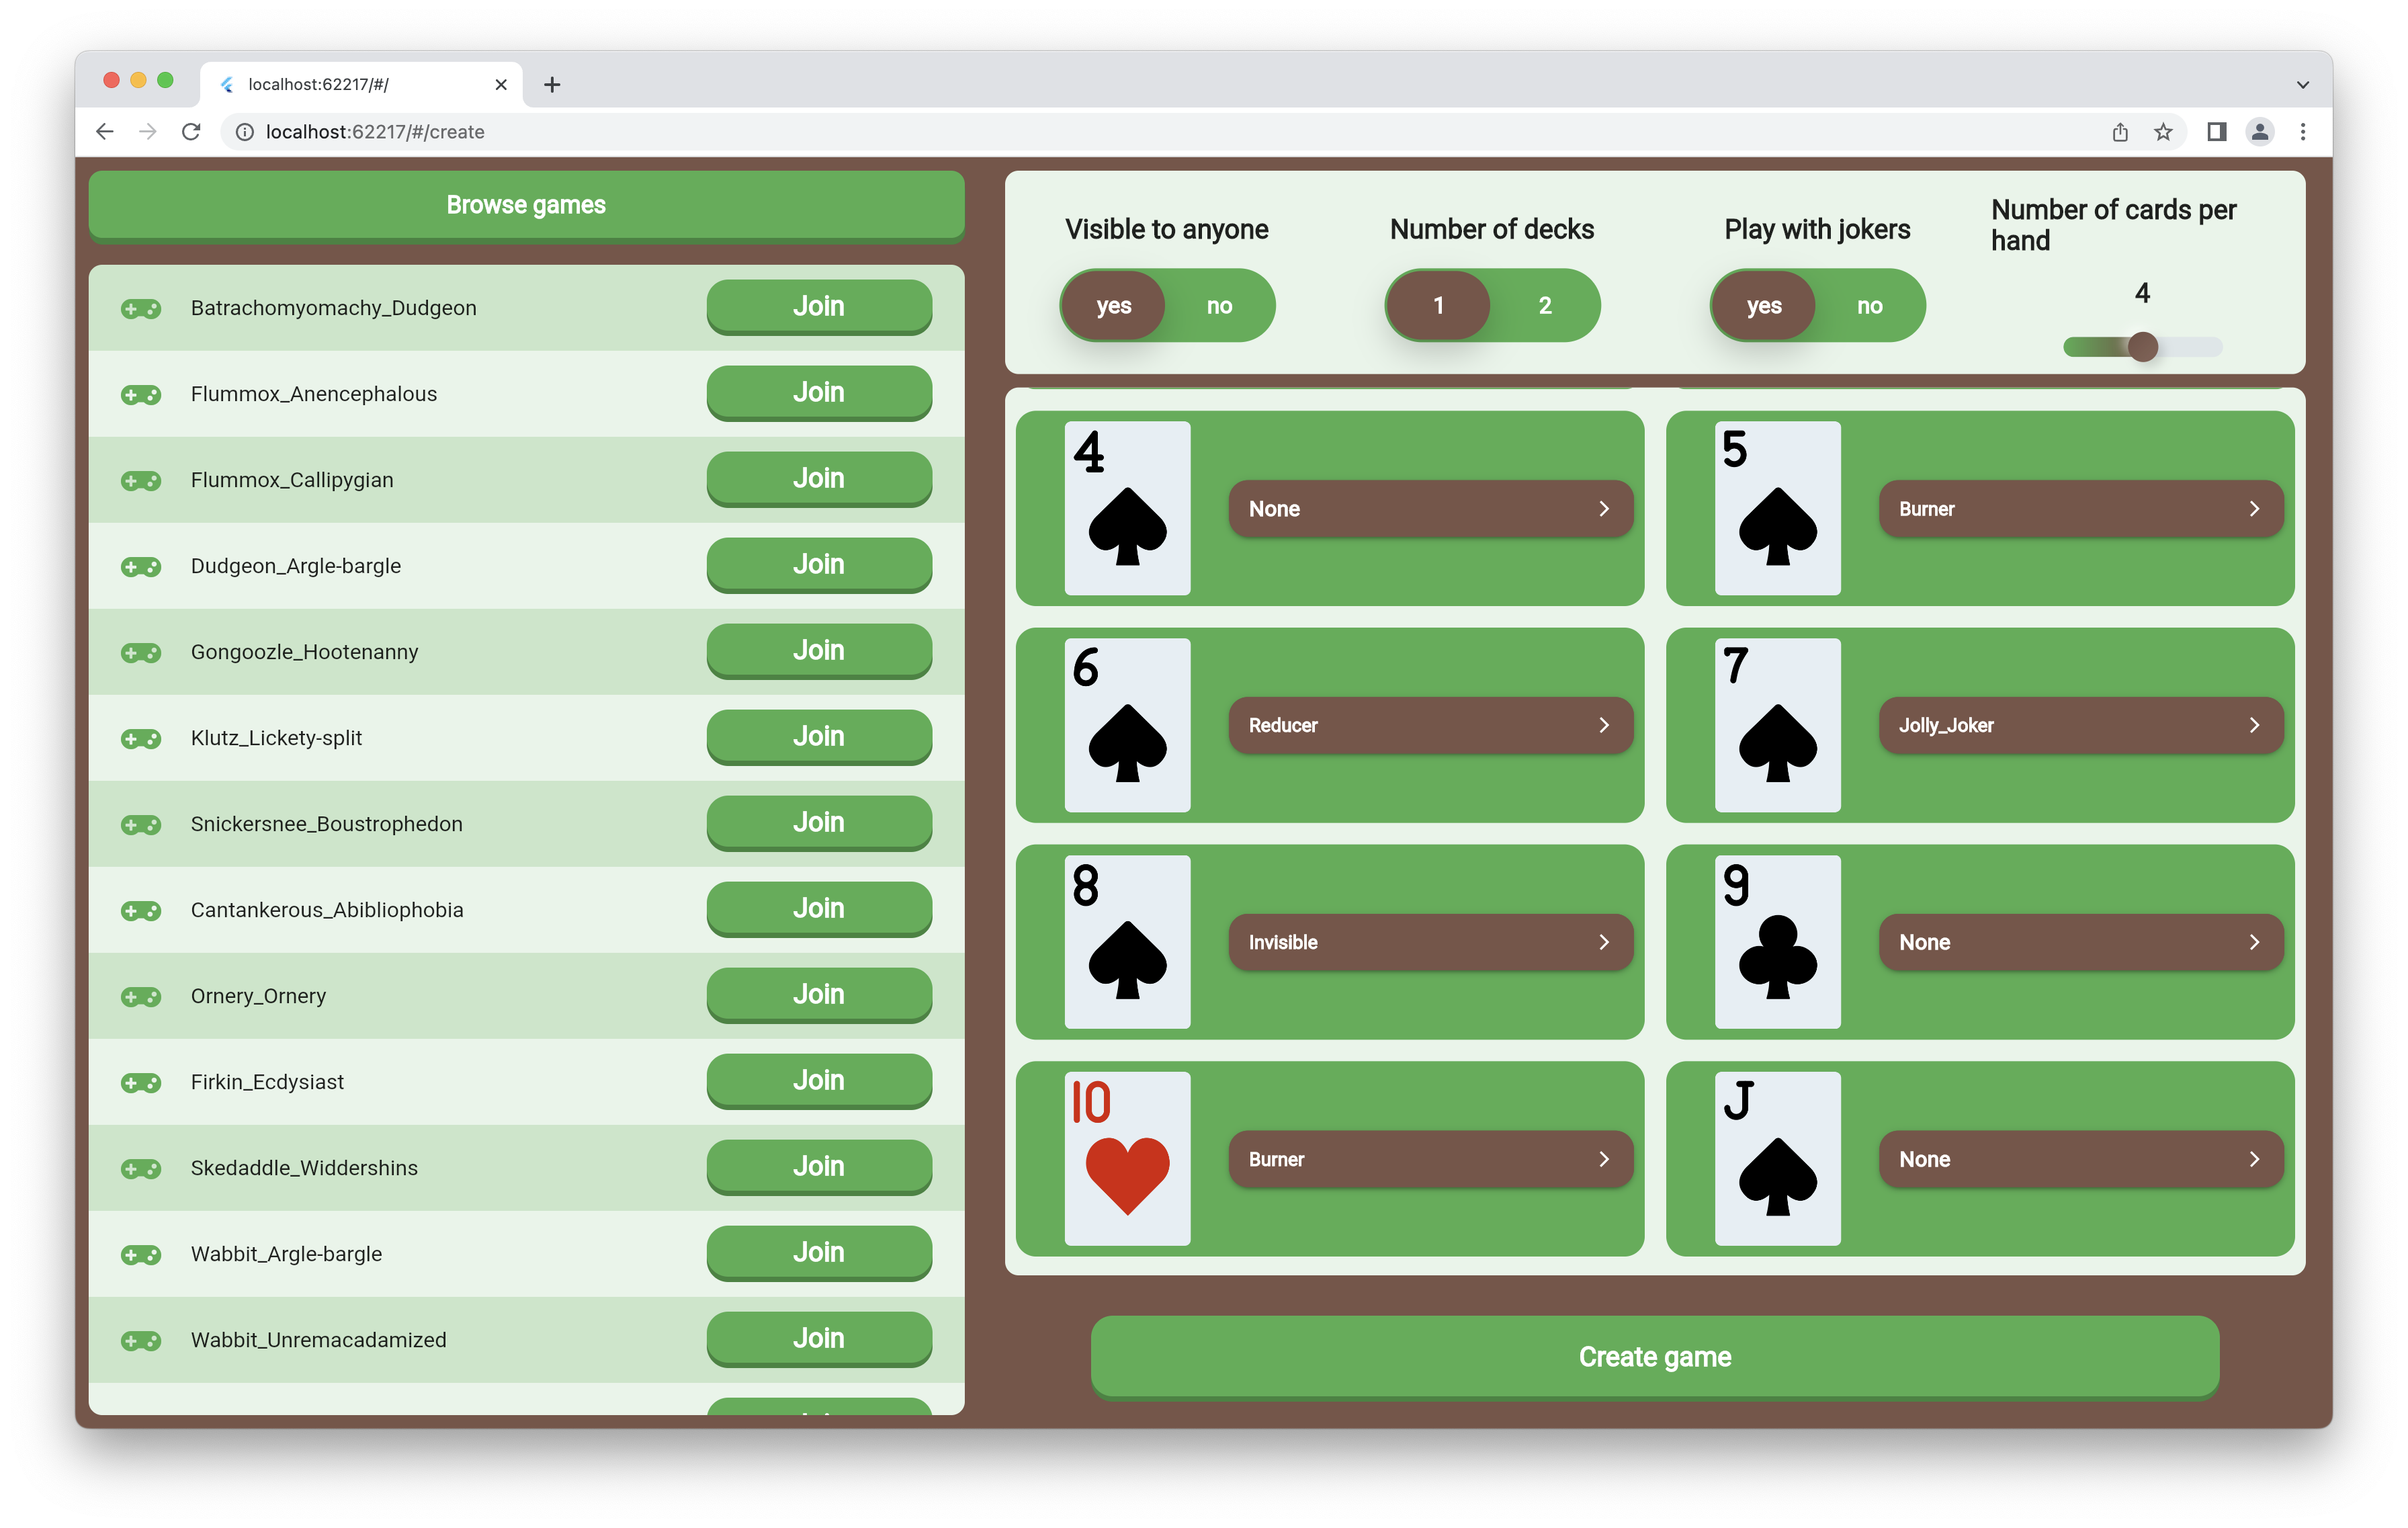 localhost:62217/#/
localhost:62217/#/create
Browse games
Batrachomyomachy_Dudgeon Join
Flummox_Anencephalous Join
Flummox_Callipygian Join
Dudgeon_Argle-bargle Join
Gongoozle_Hootenanny Join
Klutz_Lickety-split Join
Snickersnee_Boustrophedon Join
Cantankerous_Abibliophobia Join
Ornery_Ornery Join
Firkin_Ecdysiast Join
Skedaddle_Widdershins Join
Wabbit_Argle-bargle Join
Wabbit_Unremacadamized Join
Visible to anyone
yes no
Number of decks
1 2
Play with jokers
yes no
Number of cards per
hand
4
4
None
5
Burner
6
Reducer
7
Jolly_Joker
8
Invisible
9
None
10
Burner
J
None
Create game